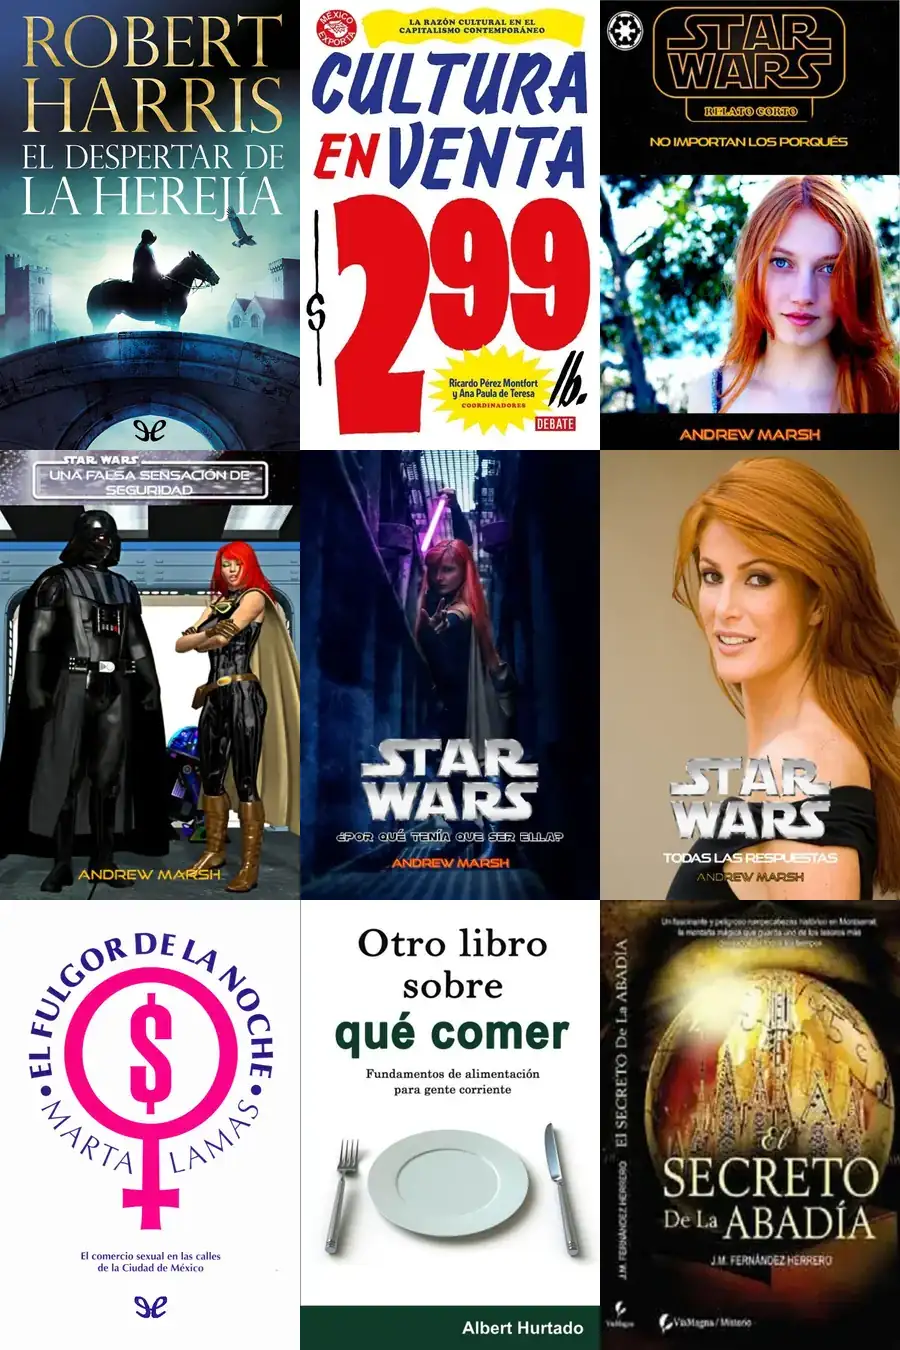 ROBERT
HARRIS
EL DESPERTAR DE
LA HEREJÍA
MÉXICO
EXPORTA
LA RAZÓN CULTURAL EN EL
CAPITALISMO CONTEMPORÁNEO
CULTURA
EN VENTA
$ 2 99 lb.
Ricardo Pérez Montfort
y Ana Paula de Teresa
COORDINADORES
DEBATE
STAR
WARS
RELATO CORTO
NO IMPORTAN LOS PORQUÉS
ANDREW MARSH
STAR WARS
UNA FALSA SENSACIÓN DE
SEGURIDAD
ANDREW MARSH
STAR
WARS
¿POR QUÉ TENÍA QUE SER ELLA?
ANDREW MARSH
STAR
WARS
TODAS LAS RESPUESTAS
ANDREW MARSH
• EL FULGOR DE LA NOCHE •
$
MARTA LAMAS
El comercio sexual en las calles
de la Ciudad de México
Otro libro
sobre
qué comer
Fundamentos de alimentación
para gente corriente
Albert Hurtado
Un fascinante y peligroso rompecabezas histórico en Montserrat,
la montaña mágica que guarda uno de los tesoros más
de todos los tiempos
El SECRETO De La ABADÍA
J.M. FERNÁNDEZ HERRERO
ViaMagna
El
SECRETO
De La ABADÍA
J.M. FERNÁNDEZ HERRERO
ViaMagna / Misterio